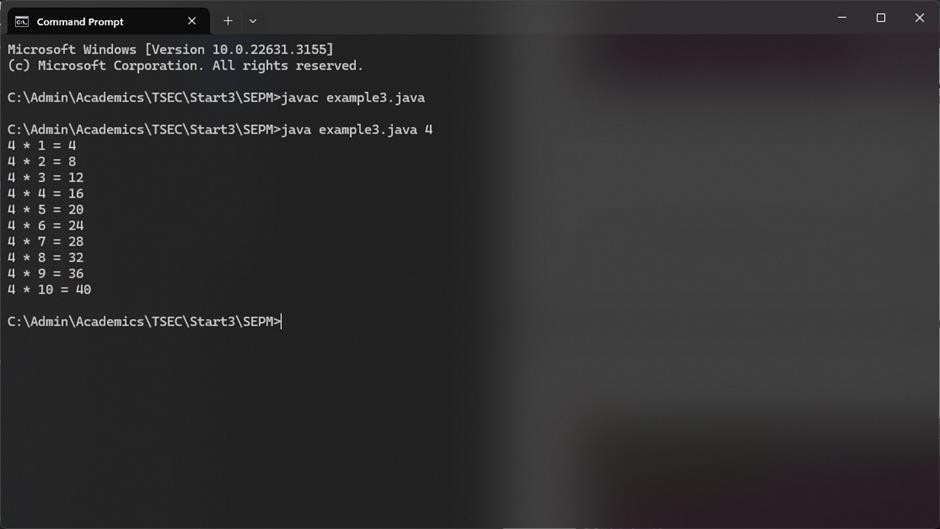 Command Prompt
Microsoft Windows [Version 10.0.22631.3155]
(c) Microsoft Corporation. All rights reserved.
C:\Admin\Academics\TSEC\Start3\SEPM>javac example3.java
C:\Admin\Academics\TSEC\Start3\SEPM>java example3.java 4
4 * 1 = 4
4 * 2 = 8
4 * 3 = 12
4 * 4 = 16
4 * 5 = 20
4 * 6 = 24
4 * 7 = 28
4 * 8 = 32
4 * 9 = 36
4 * 10 = 40
C:\Admin\Academics\TSEC\Start3\SEPM>